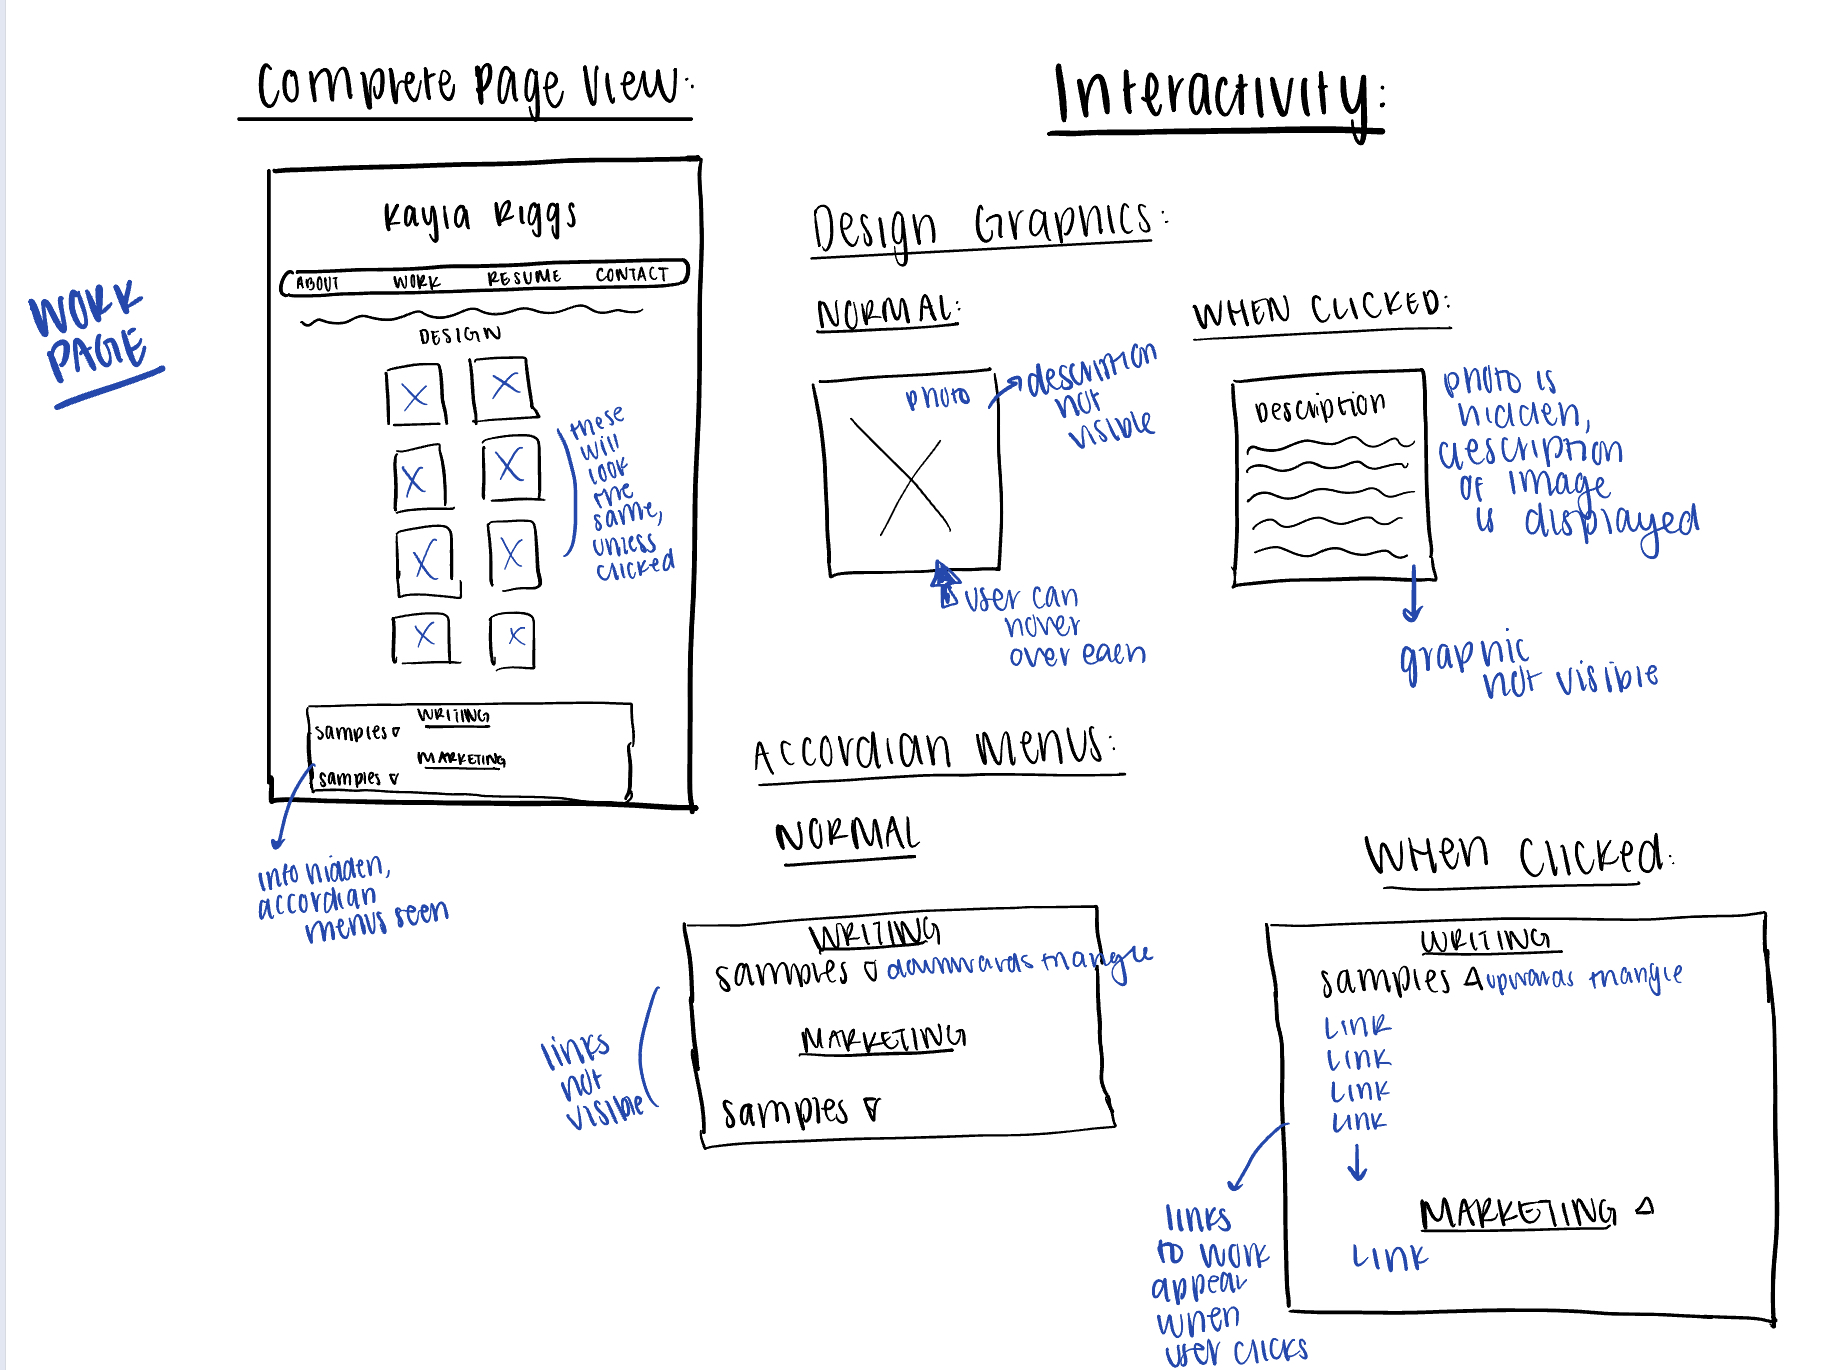 Complete Page View:
Interactivity:
WORK
PAGE
Kayla Riggs
ABOUT WORK RESUME CONTACT
DESIGN
these
will
look
the
same,
unless
clicked
WRITING
samples ▿
MARKETING
samples ▿
info hidden,
accordian
menus seen
Design Graphics:
NORMAL:
photo
description
not
visible
user can
hover
over each
WHEN CLICKED:
Description
photo is
hidden,
description
of image
is displayed
graphic
not visible
Accordian Menus:
NORMAL
WRITING
samples ▿ downwards triangle
MARKETING
samples ▿
links
not
visible
When Clicked:
WRITING
samples △ upwards triangle
LINK
LINK
LINK
LINK
MARKETING △
LINK
links
to work
appear
when
user clicks